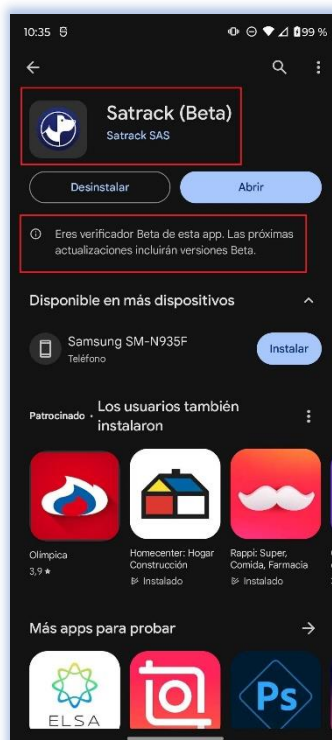 10:35
99 %
Satrack (Beta)
Satrack SAS
Desinstalar
Abrir
Eres verificador Beta de esta app. Las próximas
actualizaciones incluirán versiones Beta.
Disponible en más dispositivos
Samsung SM-N935F
Teléfono
Instalar
Patrocinado · Los usuarios también
instalaron
Olímpica
3,9 ★
Homecenter: Hogar
Construcción
Instalado
Rappi: Super,
Comida, Farmacia
Instalado
Más apps para probar
ELSA
Ps